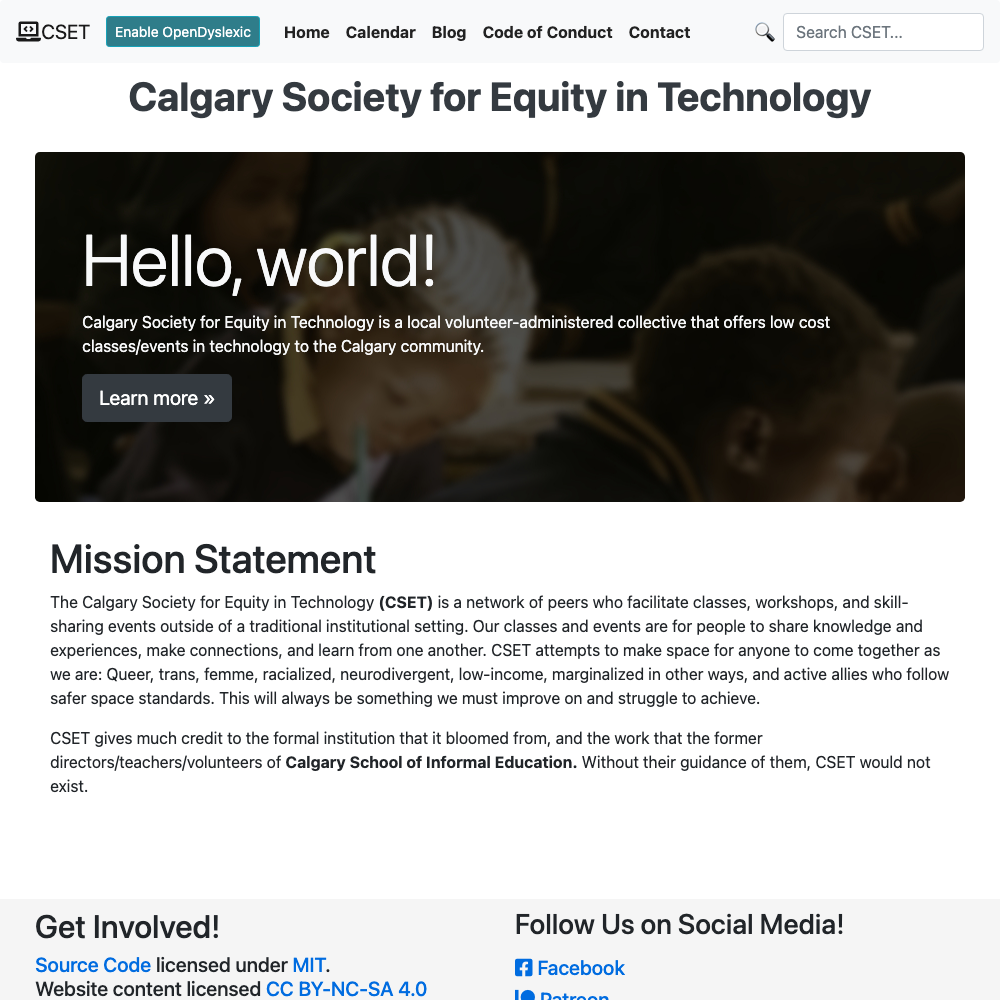 CSET Enable OpenDyslexic Home Calendar Blog Code of Conduct Contact Search CSET...
Calgary Society for Equity in Technology
Hello, world!
Calgary Society for Equity in Technology is a local volunteer-administered collective that offers low cost
classes/events in technology to the Calgary community.
Learn more »
Mission Statement
The Calgary Society for Equity in Technology (CSET) is a network of peers who facilitate classes, workshops, and skill-
sharing events outside of a traditional institutional setting. Our classes and events are for people to share knowledge and
experiences, make connections, and learn from one another. CSET attempts to make space for anyone to come together as
we are: Queer, trans, femme, racialized, neurodivergent, low-income, marginalized in other ways, and active allies who follow
safer space standards. This will always be something we must improve on and struggle to achieve.
CSET gives much credit to the formal institution that it bloomed from, and the work that the former
directors/teachers/volunteers of Calgary School of Informal Education. Without their guidance of them, CSET would not
exist.
Get Involved!
Source Code licensed under MIT.
Website content licensed CC BY-NC-SA 4.0
Follow Us on Social Media!
Facebook
Patreon